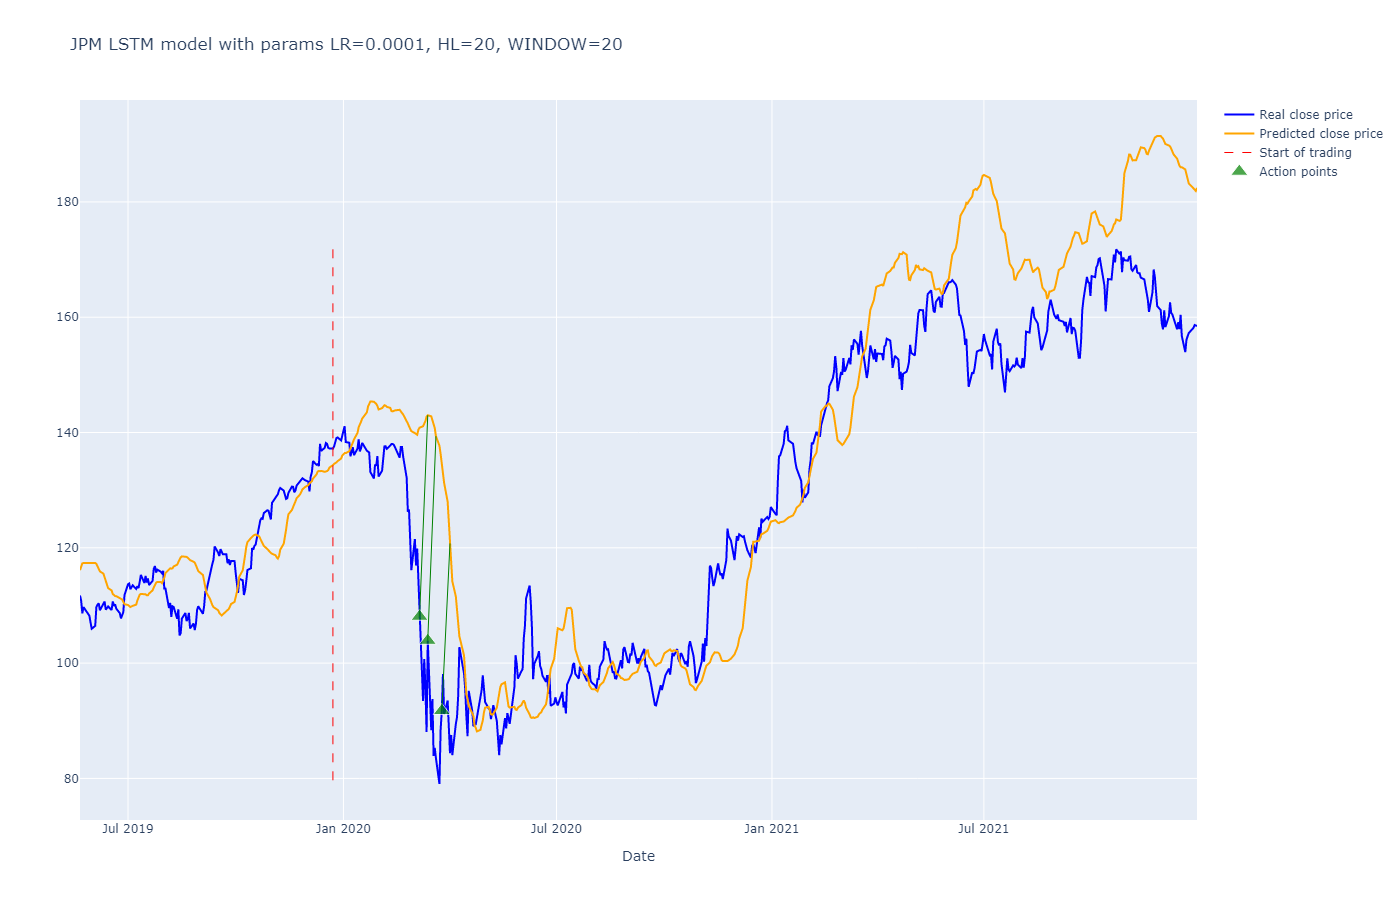 JPM LSTM model with params LR=0.0001, HL=20, WINDOW=20
Real close price
Predicted close price
Start of trading
Action points
180
160
140
120
100
80
Jul 2019
Jan 2020
Jul 2020
Jan 2021
Jul 2021
Date